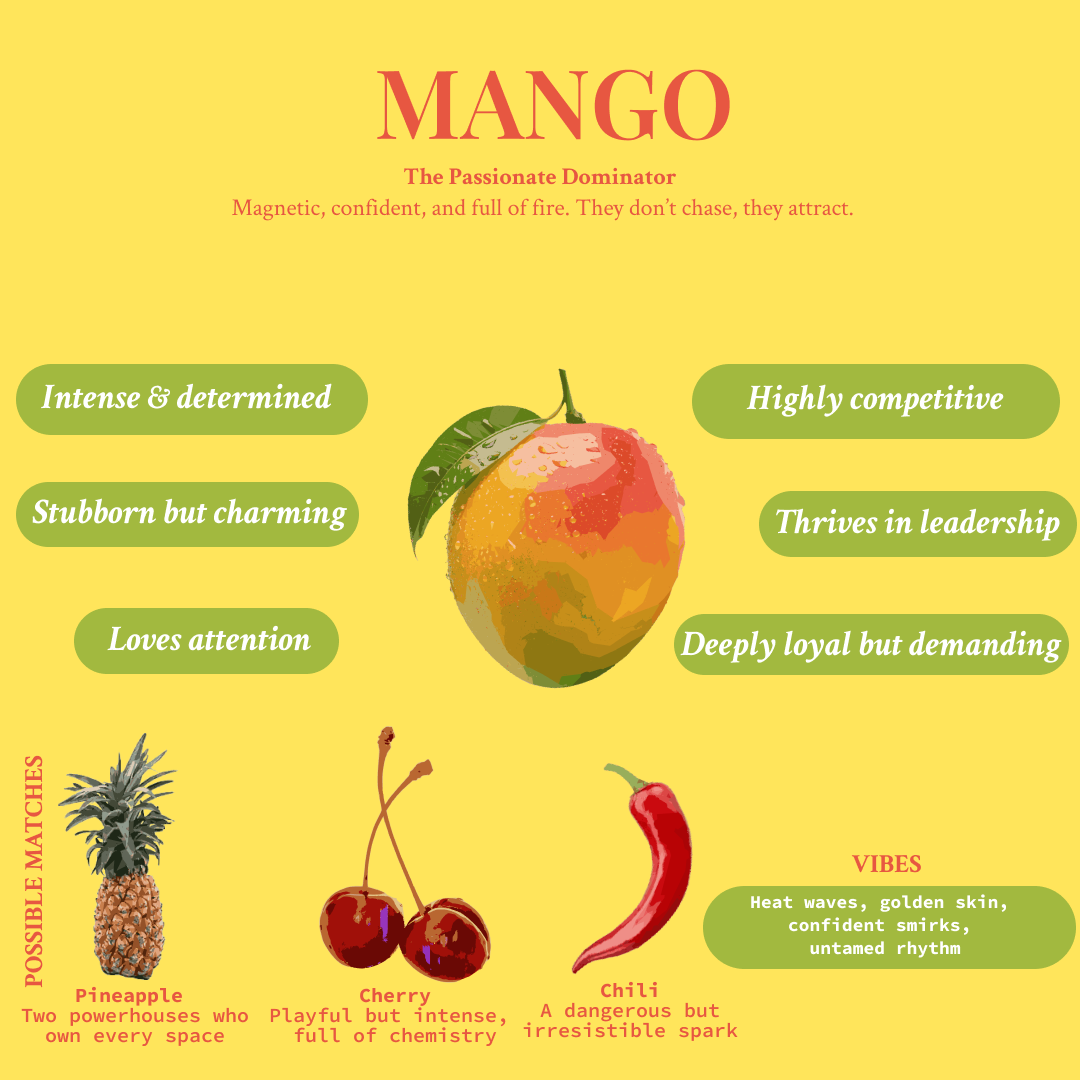 MANGO
The Passionate Dominator
Magnetic, confident, and full of fire. They don’t chase, they attract.
Intense & determined
Highly competitive
Stubborn but charming
Thrives in leadership
Loves attention
Deeply loyal but demanding
POSSIBLE MATCHES
Pineapple
Two powerhouses who
own every space
Cherry
Playful but intense,
full of chemistry
Chili
A dangerous but
irresistible spark
VIBES
Heat waves, golden skin,
confident smirks,
untamed rhythm